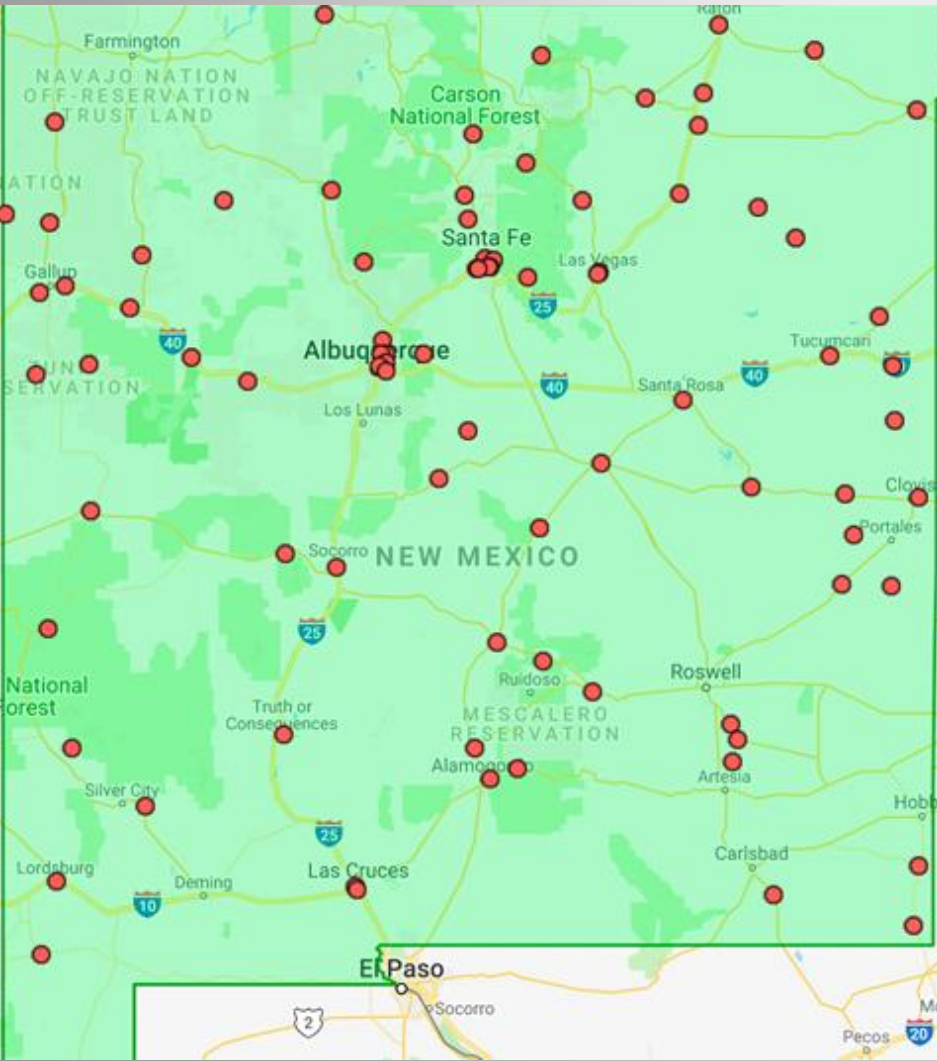 Raton
Farmington
NAVAJO NATION
OFF-RESERVATION
TRUST LAND
Carson
National Forest
ATION
Santa Fe
Las Vegas
Gallup
25
40
Albuquerque
Tucumcari
40
40
Santa Rosa
SERVATION
Los Lunas
Clovis
Portales
Socorro
NEW MEXICO
25
National
orest
Ruidoso
Roswell
Truth or
Consequences
MESCALERO
RESERVATION
Alamogordo
Artesia
Silver City
Hobb
25
Carlsbad
Lordsburg
Las Cruces
Deming
10
El Paso
Socorro
2
Pecos
20